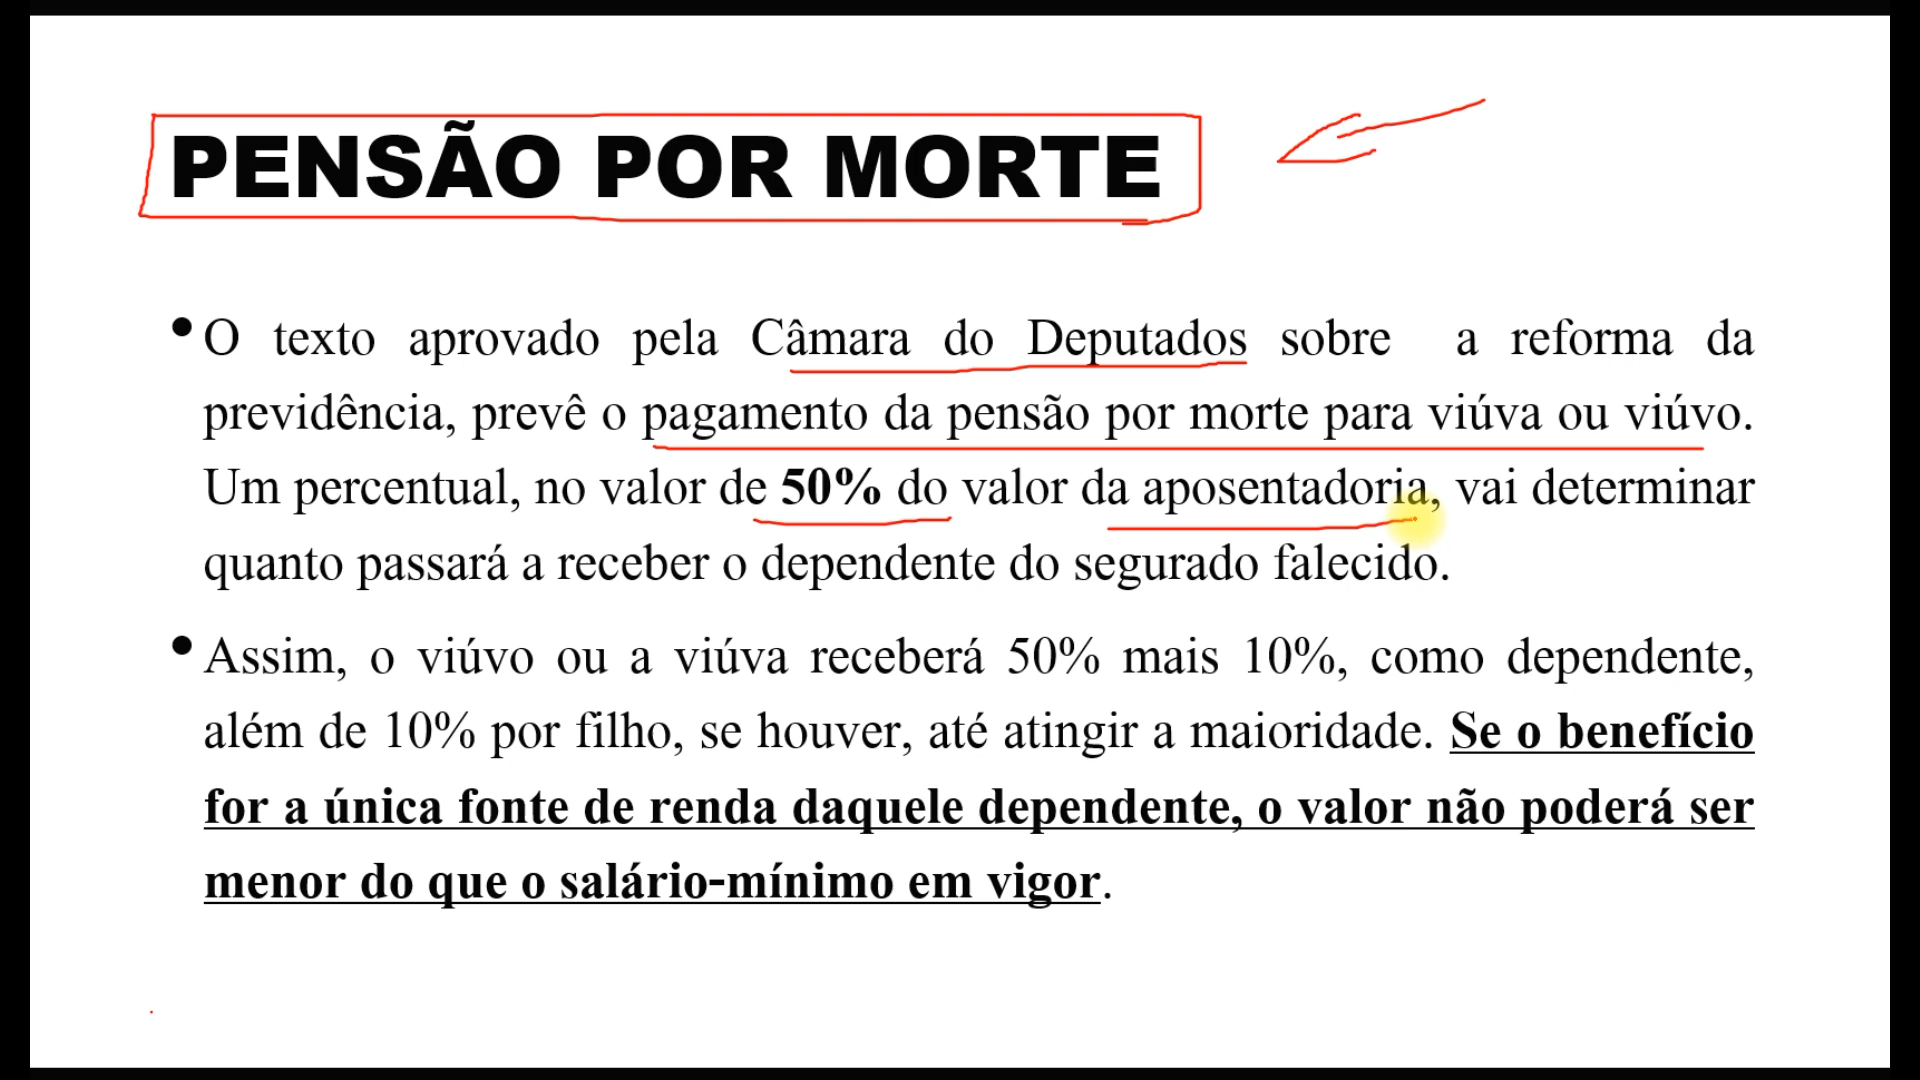 PENSÃO POR MORTE
• O texto aprovado pela Câmara do Deputados sobre a reforma da
previdência, prevê o pagamento da pensão por morte para viúva ou viúvo.
Um percentual, no valor de 50% do valor da aposentadoria, vai determinar
quanto passará a receber o dependente do segurado falecido.
• Assim, o viúvo ou a viúva receberá 50% mais 10%, como dependente,
além de 10% por filho, se houver, até atingir a maioridade. Se o benefício
for a única fonte de renda daquele dependente, o valor não poderá ser
menor do que o salário-mínimo em vigor.